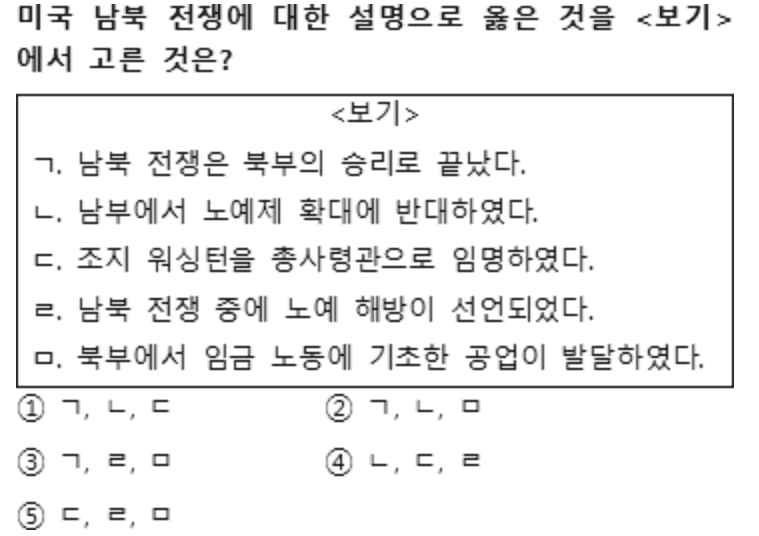 미국 남북 전쟁에 대한 설명으로 옳은 것을 <보기>
에서 고른 것은?
<보기>
ㄱ. 남북 전쟁은 북부의 승리로 끝났다.
ㄴ. 남부에서 노예제 확대에 반대하였다.
ㄷ. 조지 워싱턴을 총사령관으로 임명하였다.
ㄹ. 남북 전쟁 중에 노예 해방이 선언되었다.
ㅁ. 북부에서 임금 노동에 기초한 공업이 발달하였다.
① ㄱ, ㄴ, ㄷ ② ㄱ, ㄴ, ㅁ
③ ㄱ, ㄹ, ㅁ ④ ㄴ, ㄷ, ㄹ
⑤ ㄷ, ㄹ, ㅁ